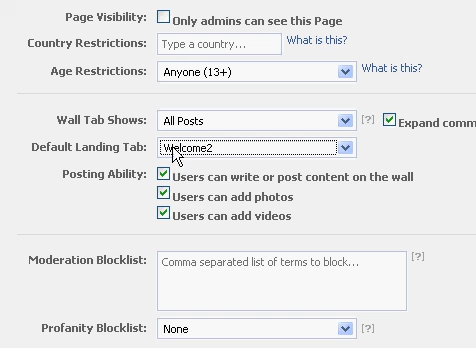 Page Visibility: Only admins can see this Page
Country Restrictions: Type a country... What is this?
Age Restrictions: Anyone (13+) What is this?
Wall Tab Shows: All Posts [?] Expand comm
Default Landing Tab: Welcome2
Posting Ability: Users can write or post content on the wall
Users can add photos
Users can add videos
Moderation Blocklist: Comma separated list of terms to block... [?]
Profanity Blocklist: None [?]